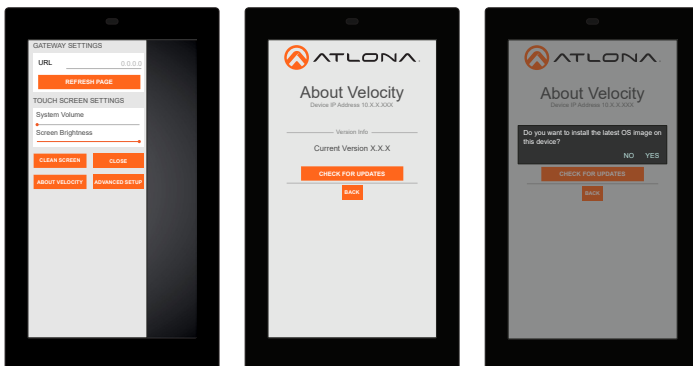 GATEWAY SETTINGS
URL 0.0.0.0
REFRESH PAGE
TOUCH SCREEN SETTINGS
System Volume
Screen Brightness
CLEAN SCREEN CLOSE
ABOUT VELOCITY ADVANCED SETUP
ATLONA.
About Velocity
Device IP Address 10.X.X.XXX
Version Info
Current Version X.X.X
CHECK FOR UPDATES
BACK
ATLONA.
About Velocity
Device IP Address 10.X.X.XXX
Do you want to install the latest OS image on
this device?
NO YES
CHECK FOR UPDATES
BACK